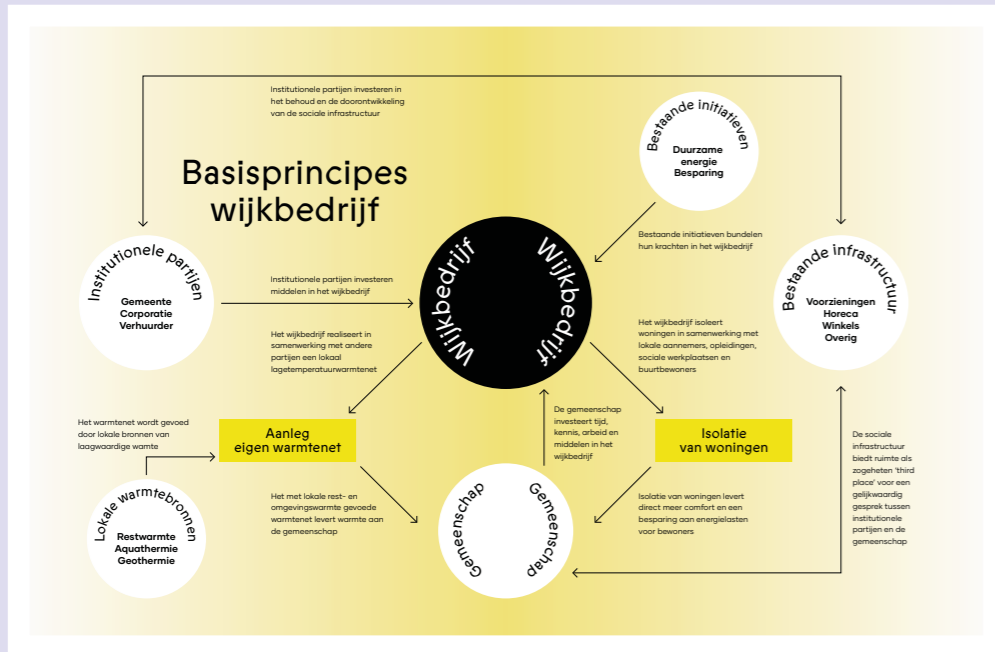 Institutionele partijen investeren in
het behoud en de doorontwikkeling
van de sociale infrastructuur
Basisprincipes
wijkbedrijf
Bestaande initiatieven
Duurzame
energie
Besparing
Bestaande initiatieven bundelen
hun krachten in het wijkbedrijf
Institutionele partijen
Gemeente
Corporatie
Verhuurder
Institutionele partijen investeren
middelen in het wijkbedrijf
Wijkbedrijf
Wijkbedrijf
Bestaande infrastructuur
Voorzieningen
Horeca
Winkels
Overig
Het wijkbedrijf realiseert in
samenwerking met andere
partijen een lokaal
lagetemperatuurwarmtenet
Het wijkbedrijf isoleert
woningen in samenwerking met
lokale aannemers, opleidingen,
sociale werkplaatsen en
buurtbewoners
Het warmtenet wordt gevoed
door lokale bronnen van
laagwaardige warmte
Aanleg
eigen warmtenet
De gemeenschap
investeert tijd,
kennis, arbeid en
middelen in het
wijkbedrijf
Isolatie
van woningen
De sociale
infrastructuur
biedt ruimte als
zogeheten ‘third
place’ voor een
gelijkwaardig
gesprek tussen
institutionele
partijen en de
gemeenschap
Lokale warmtebronnen
Restwarmte
Aquathermie
Geothermie
Het met lokale rest- en
omgevingswarmte gevoede
warmtenet levert warmte aan
de gemeenschap
Gemeenschap
Gemeenschap
Isolatie van woningen levert
direct meer comfort en een
besparing aan energielasten
voor bewoners